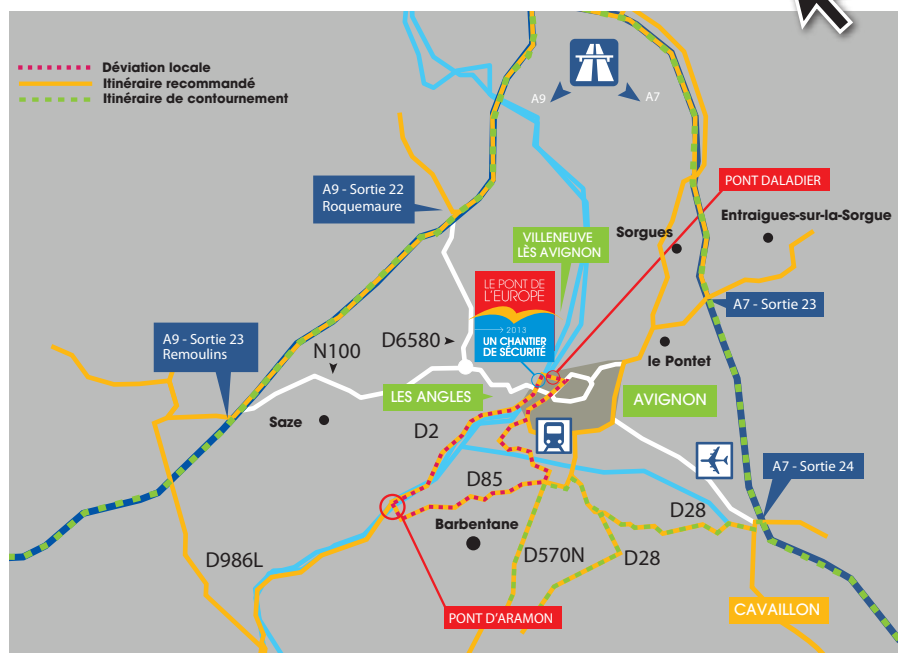 Déviation locale
Itinéraire recommandé
Itinéraire de contournement
A9
A7
A9 - Sortie 22
Roquemaure
PONT DALADIER
Entraigues-sur-la-Sorgue
VILLENEUVE
LÈS AVIGNON
Sorgues
LE PONT DE
L'EUROPE
2013
UN CHANTIER
DE SÉCURITÉ
A7 - Sortie 23
A9 - Sortie 23
Remoulins
N100
D6580
le Pontet
LES ANGLES
AVIGNON
Saze
D2
D85
A7 - Sortie 24
D28
Barbentane
D986L
D570N
D28
PONT D'ARAMON
CAVAILLON